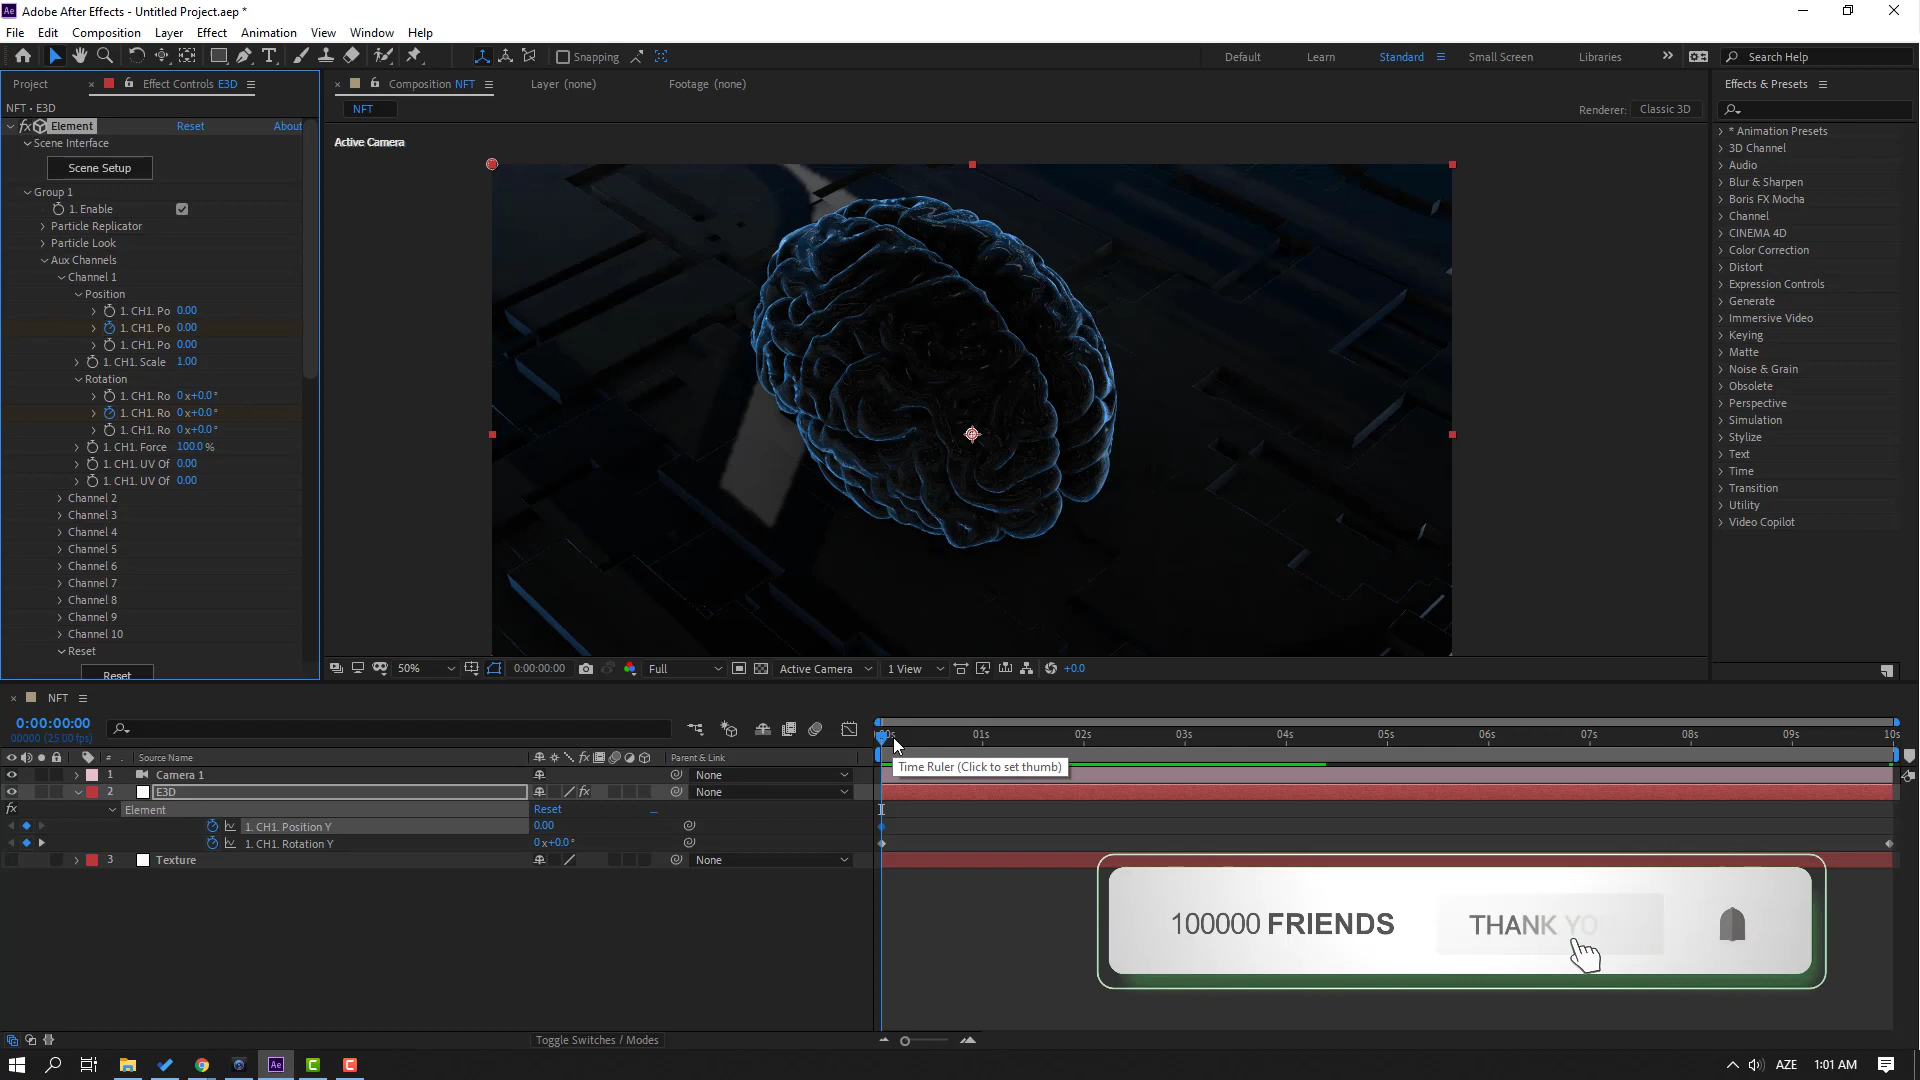 Adobe After Effects - Untitled Project.aep *
File Edit Composition Layer Effect Animation View Window Help
Snapping
Default Learn Standard Small Screen Libraries
Search Help
Project
Effect Controls E3D
Composition NFT
Layer (none)
Footage (none)
Effects & Presets
NFT • E3D
NFT
Renderer: Classic 3D
Element Reset About
Scene Interface
Scene Setup
Group 1
1. Enable
Particle Replicator
Particle Look
Aux Channels
Channel 1
Position
1. CH1. Po 0.00
1. CH1. Po 0.00
1. CH1. Po 0.00
1. CH1. Scale 1.00
Rotation
1. CH1. Ro 0 x+0.0 °
1. CH1. Ro 0 x+0.0 °
1. CH1. Ro 0 x+0.0 °
1. CH1. Force 100.0 %
1. CH1. UV Of 0.00
1. CH1. UV Of 0.00
Channel 2
Channel 3
Channel 4
Channel 5
Channel 6
Channel 7
Channel 8
Channel 9
Channel 10
Reset
Reset
Active Camera
50% 0:00:00:00 Full Active Camera 1 View +0.0
* Animation Presets
3D Channel
Audio
Blur & Sharpen
Boris FX Mocha
Channel
CINEMA 4D
Color Correction
Distort
Expression Controls
Generate
Immersive Video
Keying
Matte
Noise & Grain
Obsolete
Perspective
Simulation
Stylize
Text
Time
Transition
Utility
Video Copilot
NFT
0:00:00:00
00000 (25.00 fps)
# Source Name Parent & Link
1 Camera 1 None
2 E3D None
Element Reset
1. CH1. Position Y 0.00
1. CH1. Rotation Y 0 x+0.0 °
3 Texture None
01s 02s 03s 04s 05s 06s 07s 08s 09s 10s
Time Ruler (Click to set thumb)
100000 FRIENDS
THANK YO
Toggle Switches / Modes
Ae
AZE
1:01 AM